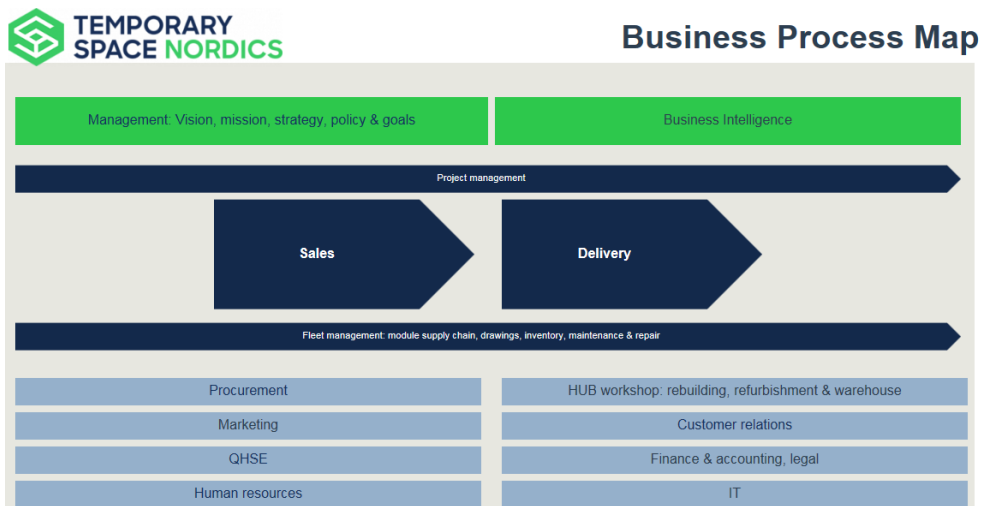 TEMPORARY
SPACE NORDICS
Business Process Map
Management: Vision, mission, strategy, policy & goals
Business Intelligence
Project management
Sales
Delivery
Fleet management: module supply chain, drawings, inventory, maintenance & repair
Procurement
HUB workshop: rebuilding, refurbishment & warehouse
Marketing
Customer relations
QHSE
Finance & accounting, legal
Human resources
IT